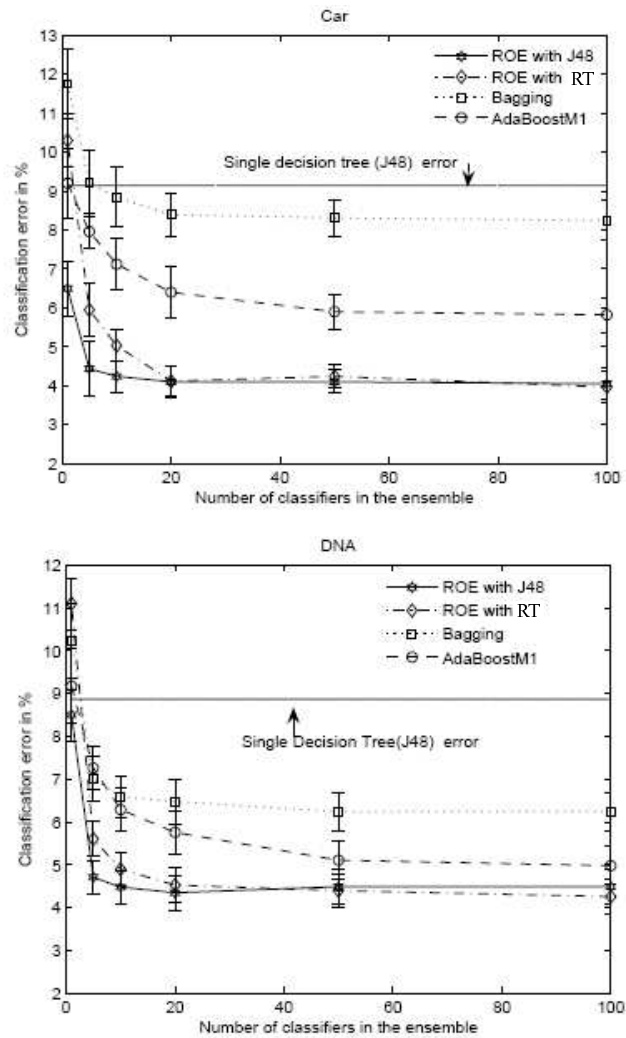 Car
13
12
11
10
9
8
7
6
5
4
3
2
Classification error in %
ROE with J48
ROE with RT
Bagging
AdaBoostM1
Single decision tree (J48) error
0 20 40 60 80 100
Number of classifiers in the ensemble
DNA
12
11
10
9
8
7
6
5
4
3
2
Classification error in %
ROE with J48
ROE with RT
Bagging
AdaBoostM1
Single Decision Tree(J48) error
0 20 40 60 80 100
Number of classifiers in the ensemble